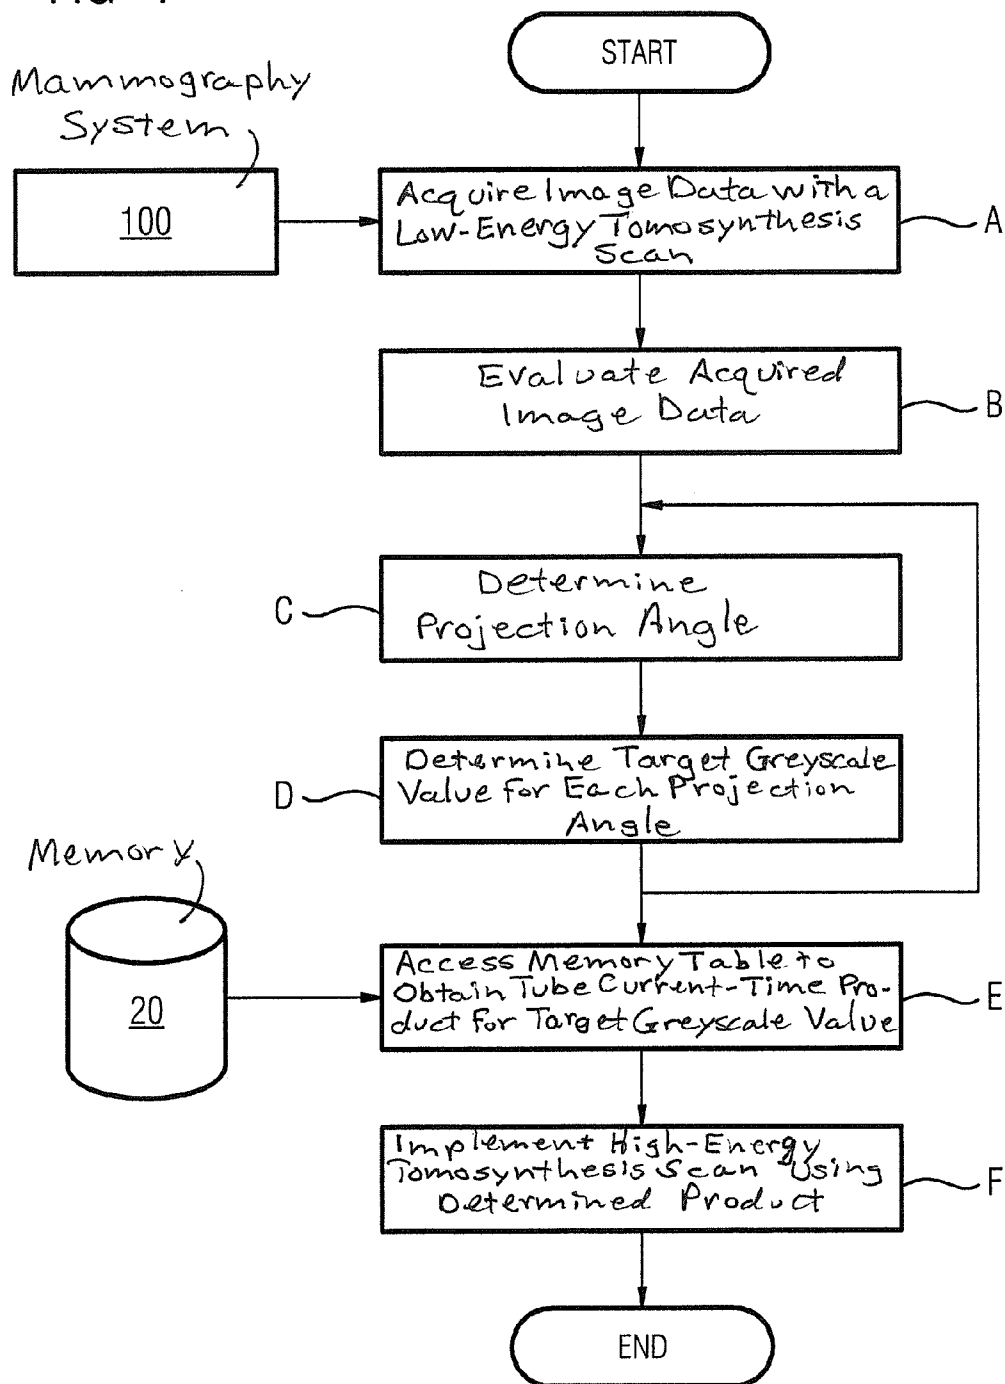 START
Mammography
System
100
Acquire Image Data with a
Low-Energy Tomosynthesis
Scan
A
Evaluate Acquired
Image Data
B
Determine
Projection Angle
C
Determine Target Greyscale
Value for Each Projection
Angle
D
Memory
20
Access Memory Table to
Obtain Tube Current-Time Pro-
duct for Target Greyscale Value
E
Implement High-Energy
Tomosynthesis Scan Using
Determined Product
F
END